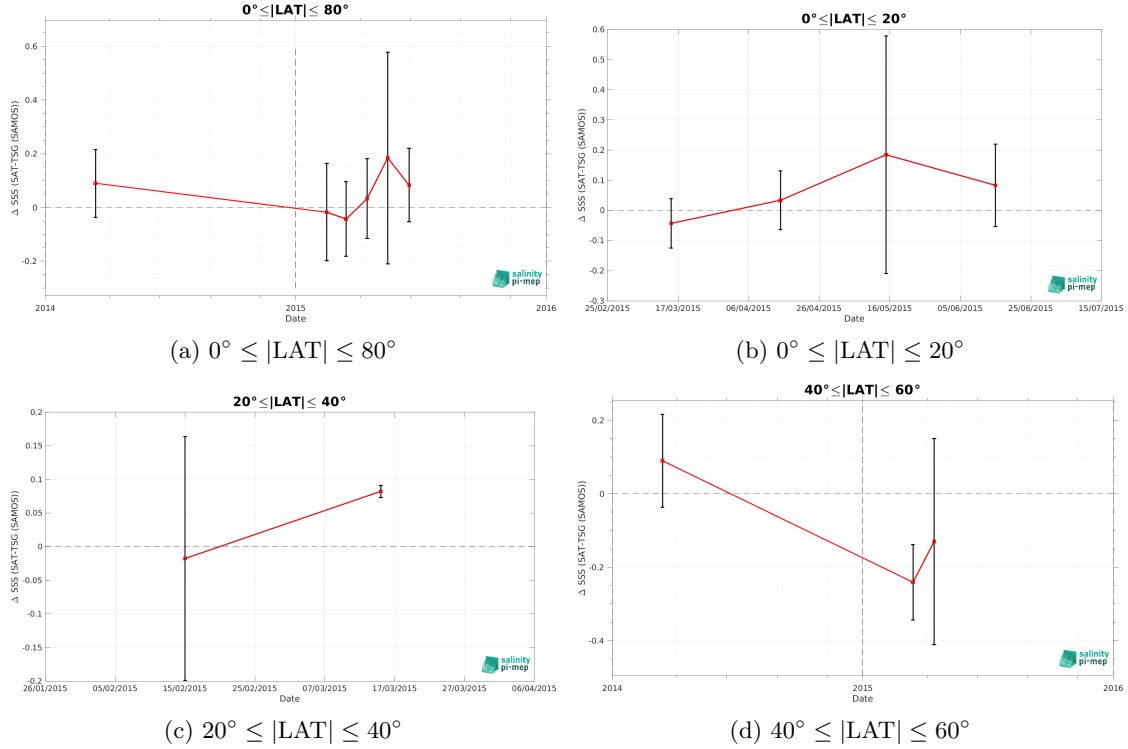 0°≤|LAT|≤ 80°
Δ SSS (SAT-TSG (SAMOS))
0.6
0.4
0.2
0
-0.2
2014
2015
2016
Date
salinity
pi-mep
(a) 0° ≤ |LAT| ≤ 80°
0°≤|LAT|≤ 20°
Δ SSS (SAT-TSG (SAMOS))
0.6
0.5
0.4
0.3
0.2
0.1
0
-0.1
-0.2
-0.3
25/02/2015
17/03/2015
06/04/2015
26/04/2015
16/05/2015
05/06/2015
25/06/2015
15/07/2015
Date
salinity
pi-mep
(b) 0° ≤ |LAT| ≤ 20°
20°≤|LAT|≤ 40°
Δ SSS (SAT-TSG (SAMOS))
0.2
0.15
0.1
0.05
0
-0.05
-0.1
-0.15
-0.2
26/01/2015
05/02/2015
15/02/2015
25/02/2015
07/03/2015
17/03/2015
27/03/2015
06/04/2015
Date
salinity
pi-mep
(c) 20° ≤ |LAT| ≤ 40°
40°≤|LAT|≤ 60°
Δ SSS (SAT-TSG (SAMOS))
0.2
0
-0.2
-0.4
2014
2015
2016
Date
salinity
pi-mep
(d) 40° ≤ |LAT| ≤ 60°